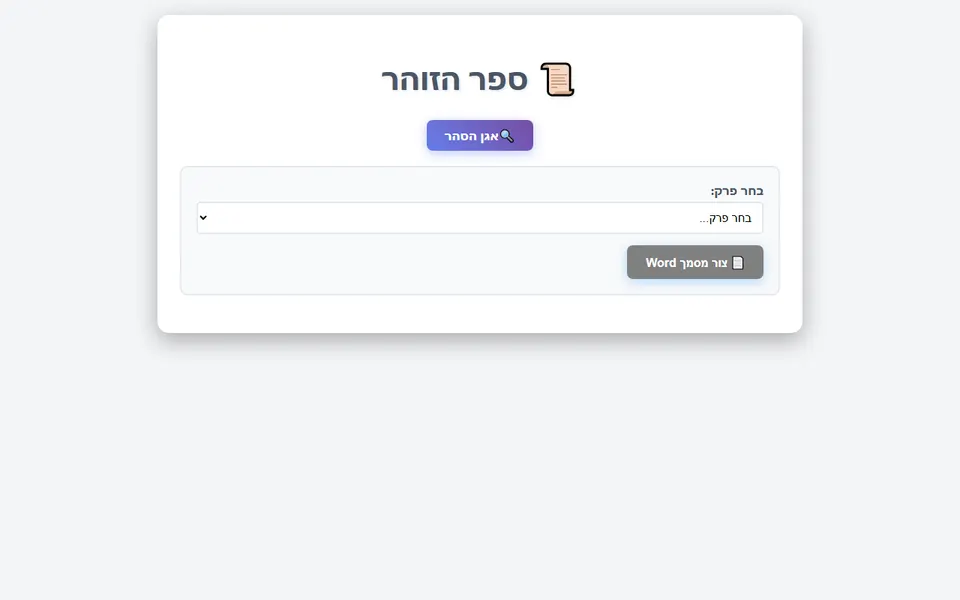 📜 ספר הזוהר
🔍אגן הסהר
בחר פרק:
בחר פרק...
📄 צור מסמך Word